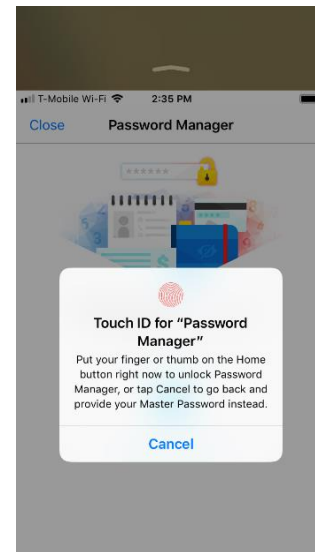 T-Mobile Wi-Fi 2:35 PM
Close Password Manager
******
Touch ID for “Password
Manager”
Put your finger or thumb on the Home
button right now to unlock Password
Manager, or tap Cancel to go back and
provide your Master Password instead.
Cancel